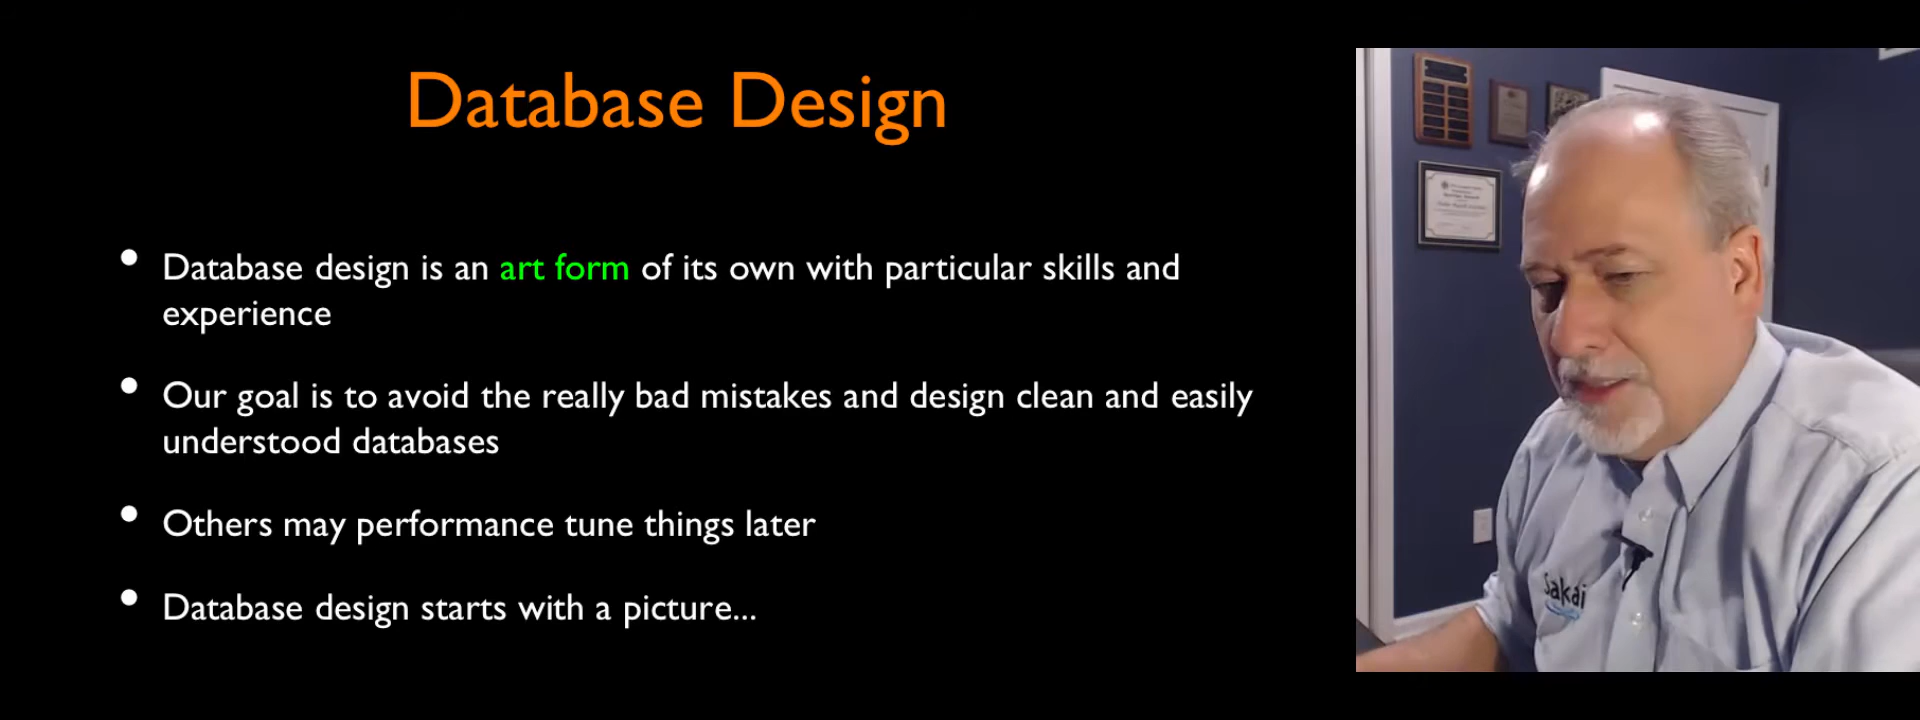 Database Design
• Database design is an art form of its own with particular skills and
experience
• Our goal is to avoid the really bad mistakes and design clean and easily
understood databases
• Others may performance tune things later
• Database design starts with a picture...
Sakai